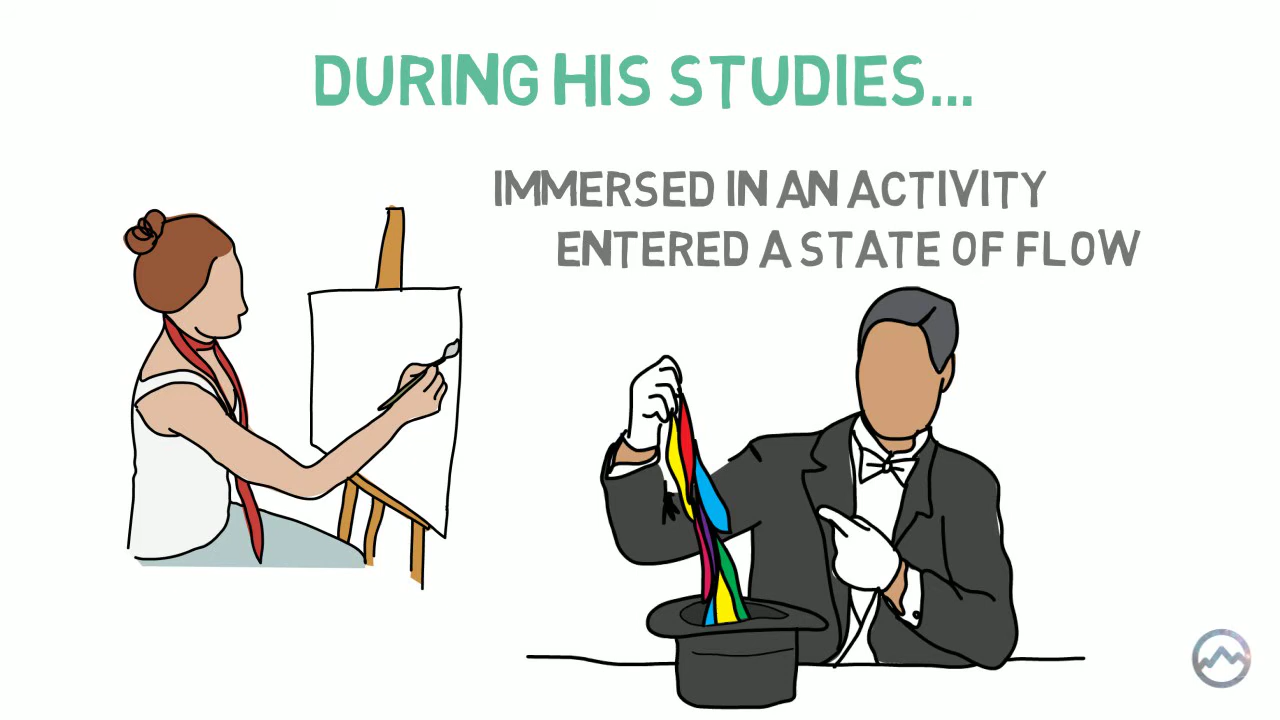 DURING HIS STUDIES...
IMMERSED IN AN ACTIVITY
ENTERED A STATE OF FLOW